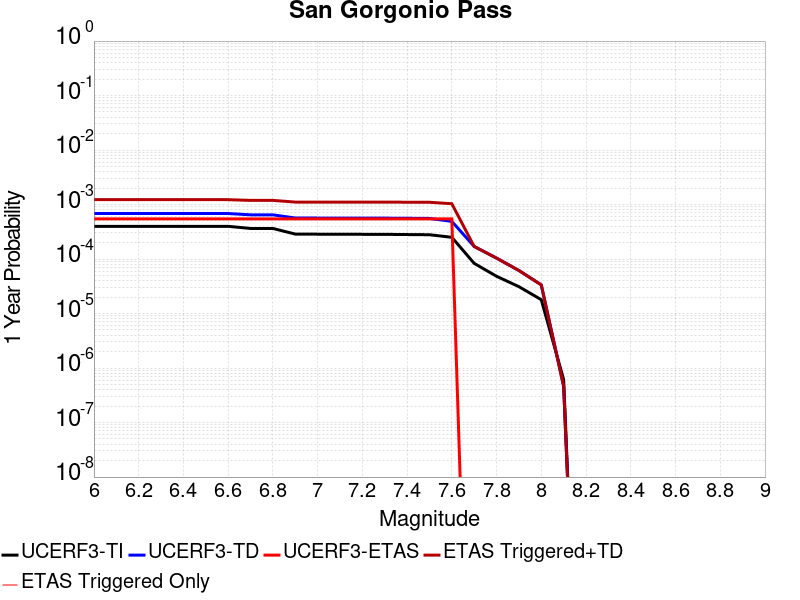 San Gorgonio Pass
10^0
10^-1
10^-2
10^-3
10^-4
10^-5
10^-6
10^-7
10^-8
1 Year Probability
6 6.2 6.4 6.6 6.8 7 7.2 7.4 7.6 7.8 8 8.2 8.4 8.6 8.8 9
Magnitude
UCERF3-TI UCERF3-TD UCERF3-ETAS ETAS Triggered+TD
ETAS Triggered Only